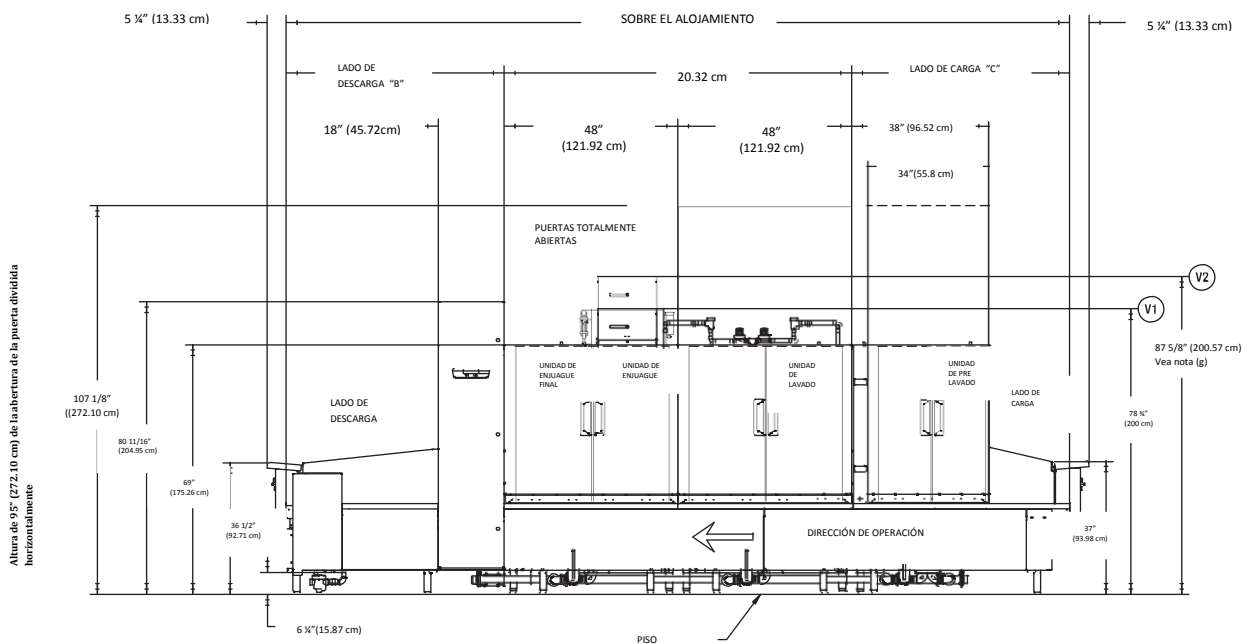 5 ¼” (13.33 cm)
SOBRE EL ALOJAMIENTO
5 ¼” (13.33 cm)
LADO DE
DESCARGA “B”
20.32 cm
LADO DE CARGA “C”
18” (45.72cm)
48”
(121.92 cm)
48”
(121.92 cm)
38” (96.52 cm)
34”(55.8 cm)
PUERTAS TOTALMENTE
ABIERTAS
V2
V1
87 5/8” (200.57 cm)
Vea nota (g)
Altura de 95” (272.10 cm) de la abertura de la puerta dividida
horizontalmente
107 1/8”
((272.10 cm)
80 11/16”
(204.95 cm)
69”
(175.26 cm)
36 1/2”
(92.71 cm)
LADO DE
DESCARGA
UNIDAD DE
ENJUAGUE
FINAL
UNIDAD DE
ENJUAGUE
UNIDAD
DE
LAVADO
UNIDAD
DE PRE
LAVADO
LADO DE
CARGA
78 ¾”
(200 cm)
37”
(93.98 cm)
DIRECCIÓN DE OPERACIÓN
6 ¼”(15.87 cm)
PISO